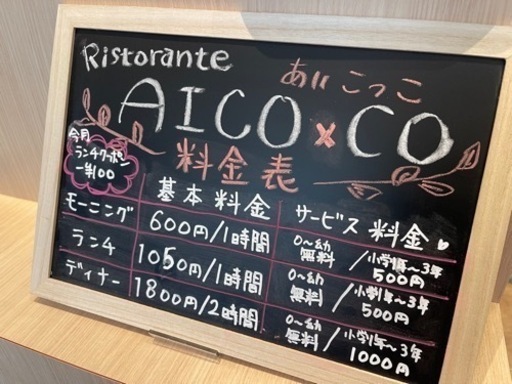 Ristorante
あいこっこ
AICO×CO
料金表
今月
ランチクーポン
一律100
基本料金
サービス料金
モーニング
600円/1時間
0〜幼 無料/小学1年〜3年 500円
ランチ
1050円/1時間
0〜幼 無料/小学1年〜3年 500円
ディナー
1800円/2時間
0〜幼 無料/小学1年〜3年 1000円